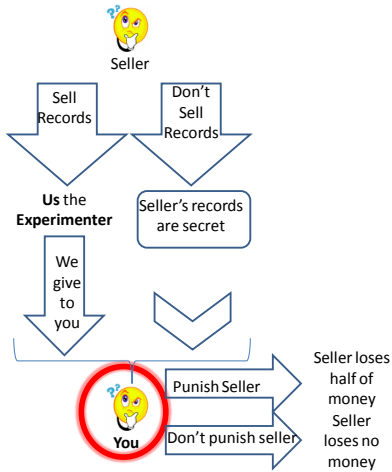 ??
Seller
Sell
Records
Don't
Sell
Records
Us the
Experimenter
Seller's records
are secret
We
give
to
you
??
You
Punish Seller
Don't punish seller
Seller loses
half of
money
Seller
loses no
money